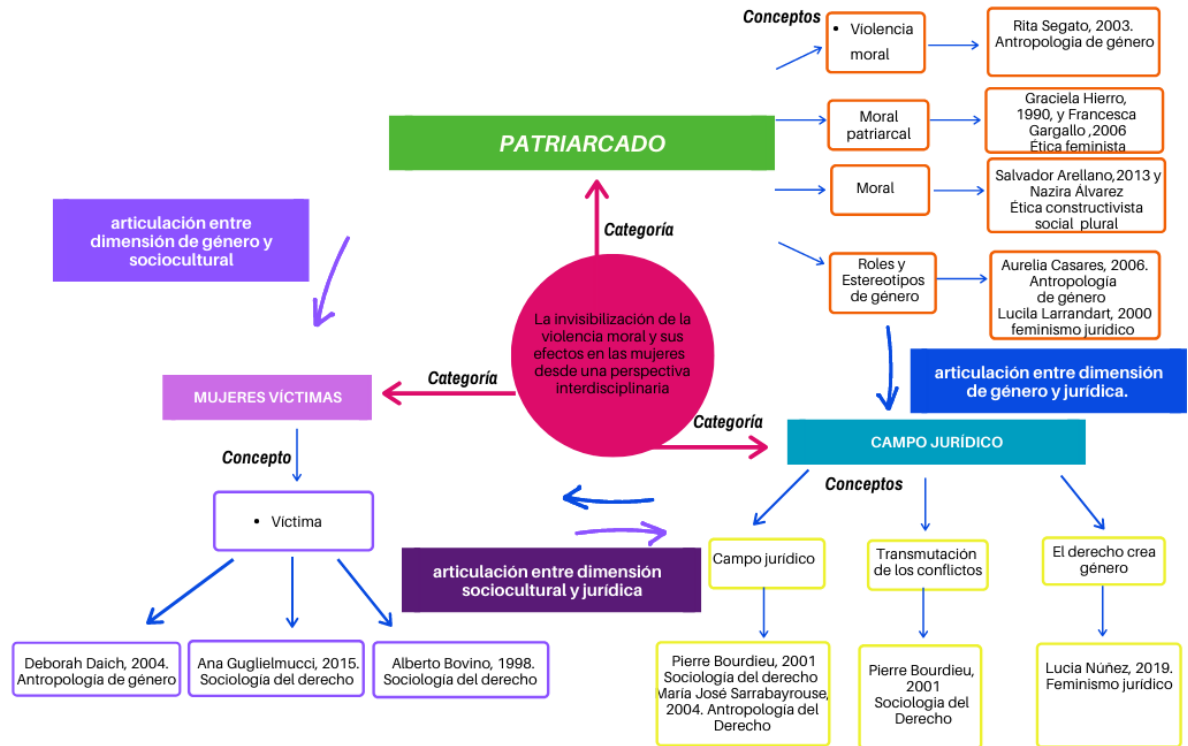 Conceptos
• Violencia
moral
Rita Segato, 2003.
Antropología de género
PATRIARCADO
Moral
patriarcal
Graciela Hierro,
1990, y Francesca
Gargallo ,2006
Ética feminista
Moral
Salvador Arellano,2013 y
Nazira Álvarez
Ética constructivista
social plural
articulación entre
dimensión de género y
sociocultural
Categoría
Roles y
Estereotipos
de género
Aurelia Casares, 2006.
Antropología
de género
Lucila Larrandart, 2000
feminismo jurídico
La invisibilización de la
violencia moral y sus
efectos en las mujeres
desde una perspectiva
interdisciplinaria
Categoría
MUJERES VÍCTIMAS
articulación entre dimensión
de género y jurídica.
Categoría
CAMPO JURÍDICO
Concepto
• Víctima
Conceptos
articulación entre dimensión
sociocultural y jurídica
Campo jurídico
Transmutación
de los conflictos
El derecho crea
género
Deborah Daich, 2004.
Antropología de género
Ana Guglielmucci, 2015.
Sociología del derecho
Alberto Bovino, 1998.
Sociología del derecho
Pierre Bourdieu, 2001
Sociología del derecho
María José Sarrabayrouse,
2004. Antropología del
Derecho
Pierre Bourdieu,
2001
Sociología del
Derecho
Lucia Núñez, 2019.
Feminismo jurídico